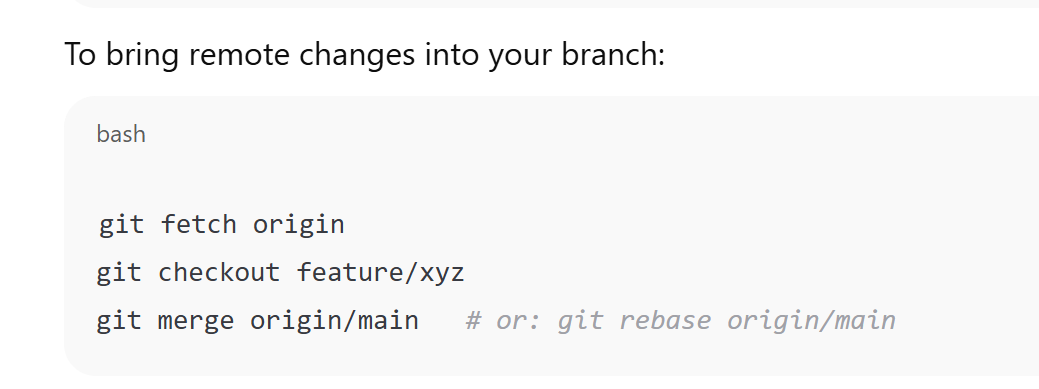 To bring remote changes into your branch:
bash
git fetch origin
git checkout feature/xyz
git merge origin/main   # or: git rebase origin/main